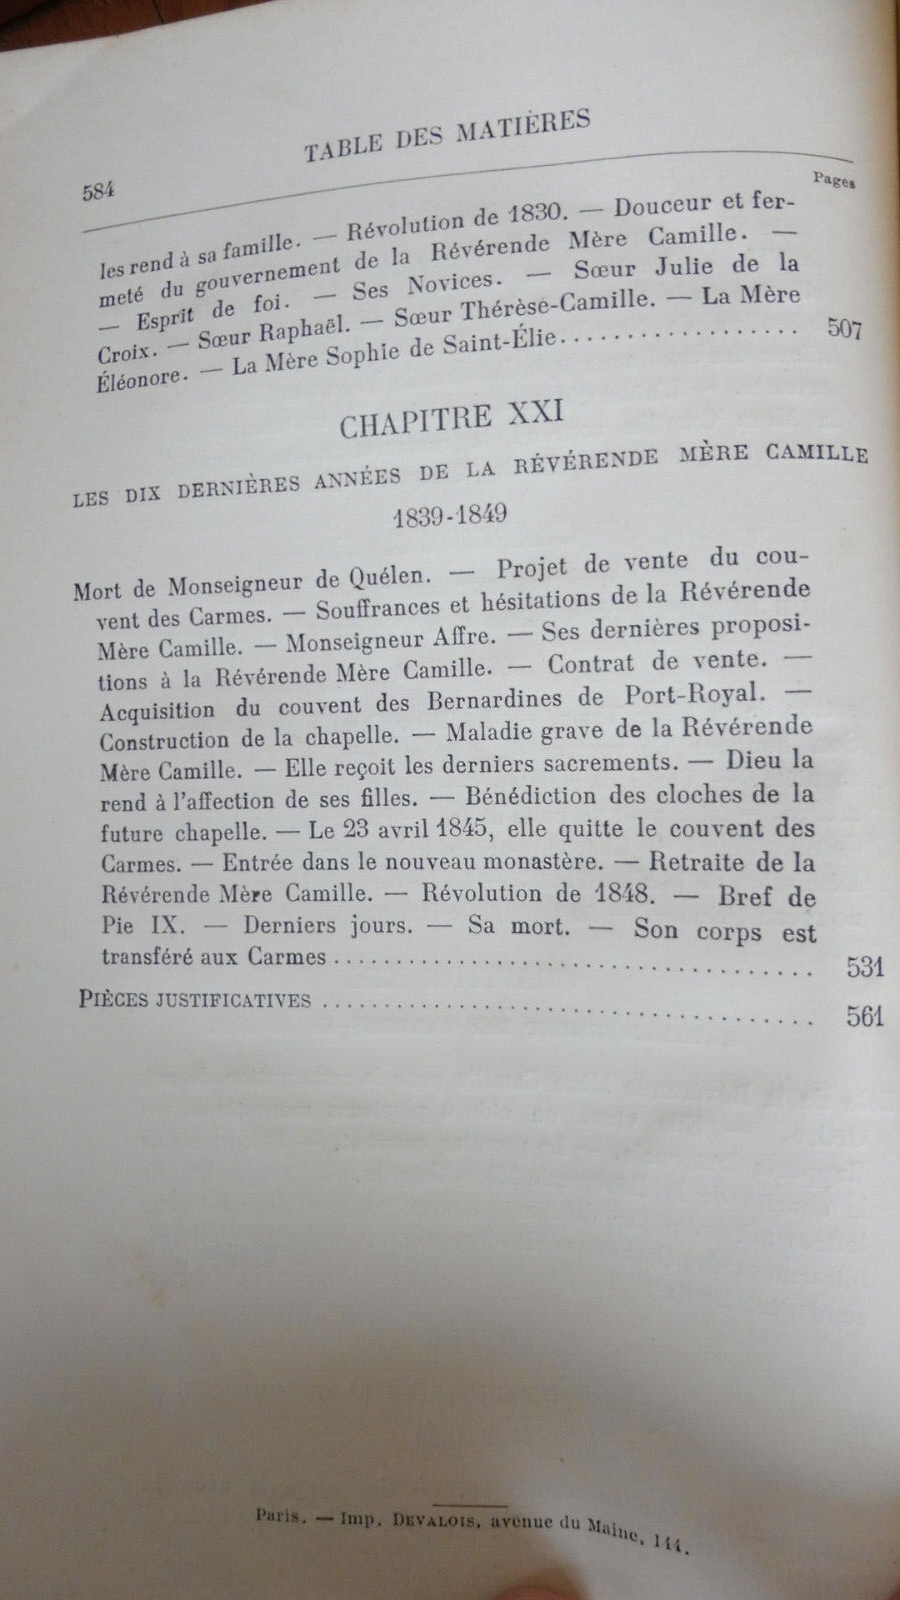 584
TABLE DES MATIÈRES
Pages
les rend à sa famille. — Révolution de 1830. — Douceur et fer-
meté du gouvernement de la Révérende Mère Camille. —
— Esprit de foi. — Ses Novices. — Sœur Julie de la
Croix. — Sœur Raphaël. — Sœur Thérèse-Camille. — La Mère
Éléonore. — La Mère Sophie de Saint-Élie. . . . . . . . . . . . . . . . . 507
CHAPITRE XXI
LES DIX DERNIÈRES ANNÉES DE LA RÉVÉRENDE MÈRE CAMILLE
1839-1849
Mort de Monseigneur de Quélen. — Projet de vente du cou-
vent des Carmes. — Souffrances et hésitations de la Révérende
Mère Camille. — Monseigneur Affre. — Ses dernières proposi-
tions à la Révérende Mère Camille. — Contrat de vente. —
Acquisition du couvent des Bernardines de Port-Royal. —
Construction de la chapelle. — Maladie grave de la Révérende
Mère Camille. — Elle reçoit les derniers sacrements. — Dieu la
rend à l'affection de ses filles. — Bénédiction des cloches de la
future chapelle. — Le 23 avril 1845, elle quitte le couvent des
Carmes. — Entrée dans le nouveau monastère. — Retraite de la
Révérende Mère Camille. — Révolution de 1848. — Bref de
Pie IX. — Derniers jours. — Sa mort. — Son corps est
transféré aux Carmes . . . . . . . . . . . . . . . . . . . . . . . . . . . . . . . . . . 531
PIÈCES JUSTIFICATIVES . . . . . . . . . . . . . . . . . . . . . . . . . . . . . . . . . . 561
Paris. — Imp. DEVALOIS, avenue du Maine, 144.